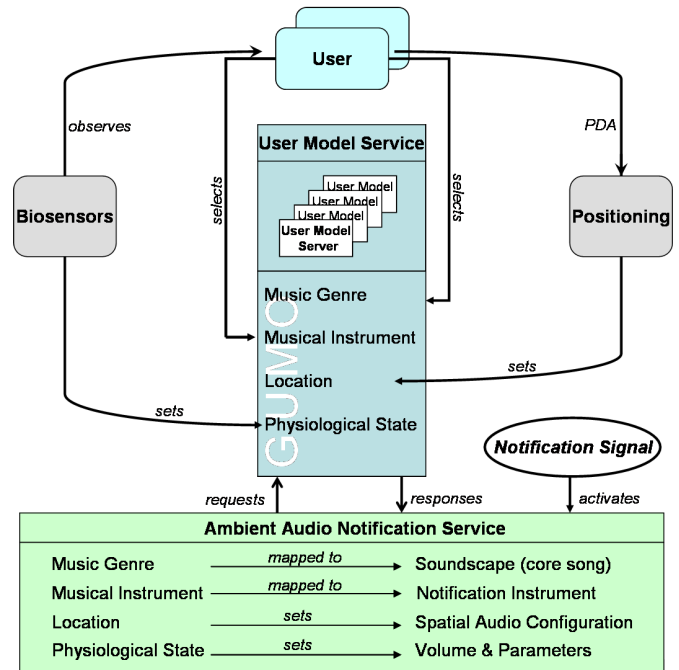 User
observes
PDA
User Model Service
selects
selects
Biosensors
Positioning
User Model
User Model
User Model
User Model
Server
GUMO
Music Genre
Musical Instrument
Location
sets
sets
Physiological State
Notification Signal
requests
responses
activates
Ambient Audio Notification Service
Music Genre mapped to Soundscape (core song)
Musical Instrument mapped to Notification Instrument
Location sets Spatial Audio Configuration
Physiological State sets Volume & Parameters